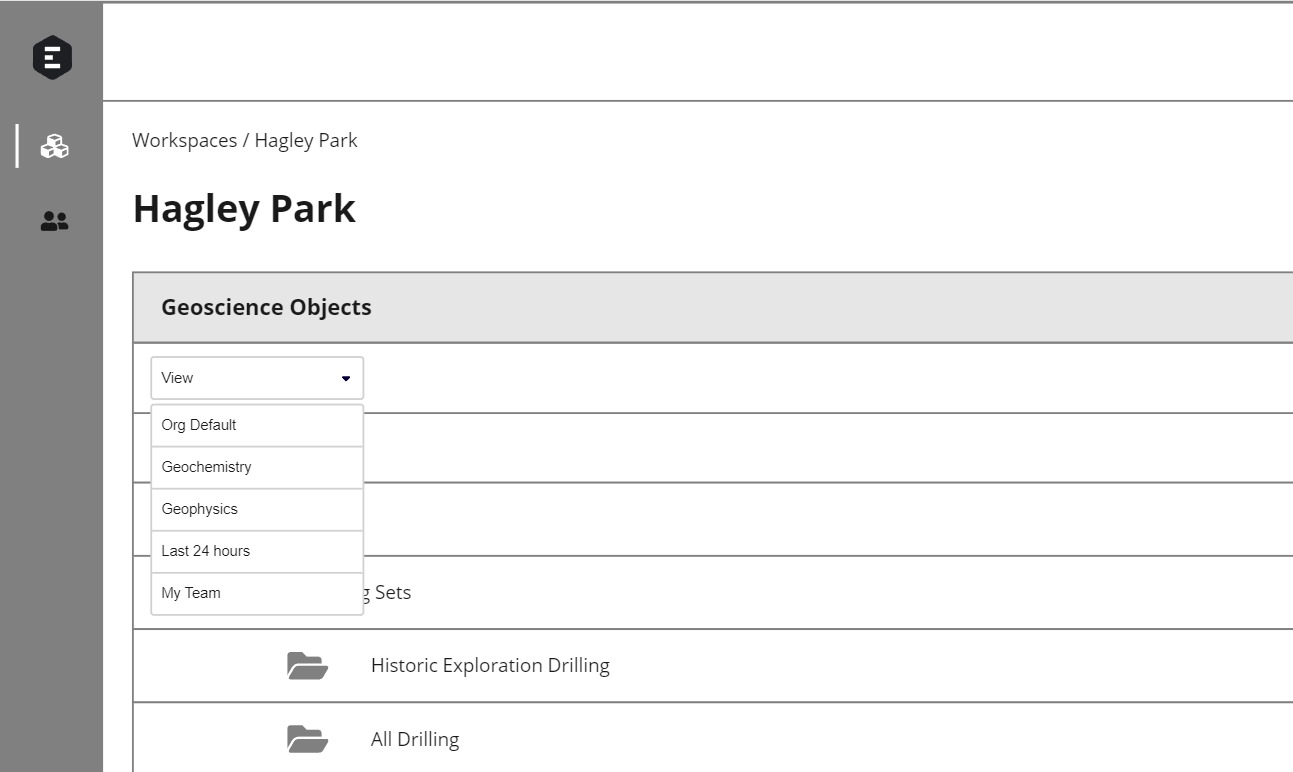 Workspaces / Hagley Park
Hagley Park
Geoscience Objects
View
Org Default
Geochemistry
Geophysics
Last 24 hours
My Team
Sets
Historic Exploration Drilling
All Drilling